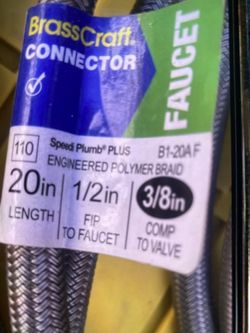 BrassCraft
CONNECTOR
FAUCET
110 Speedi Plumb® PLUS B1-20A F
ENGINEERED POLYMER BRAID
20in 1/2in 3/8in
LENGTH FIP COMP
TO FAUCET TO VALVE